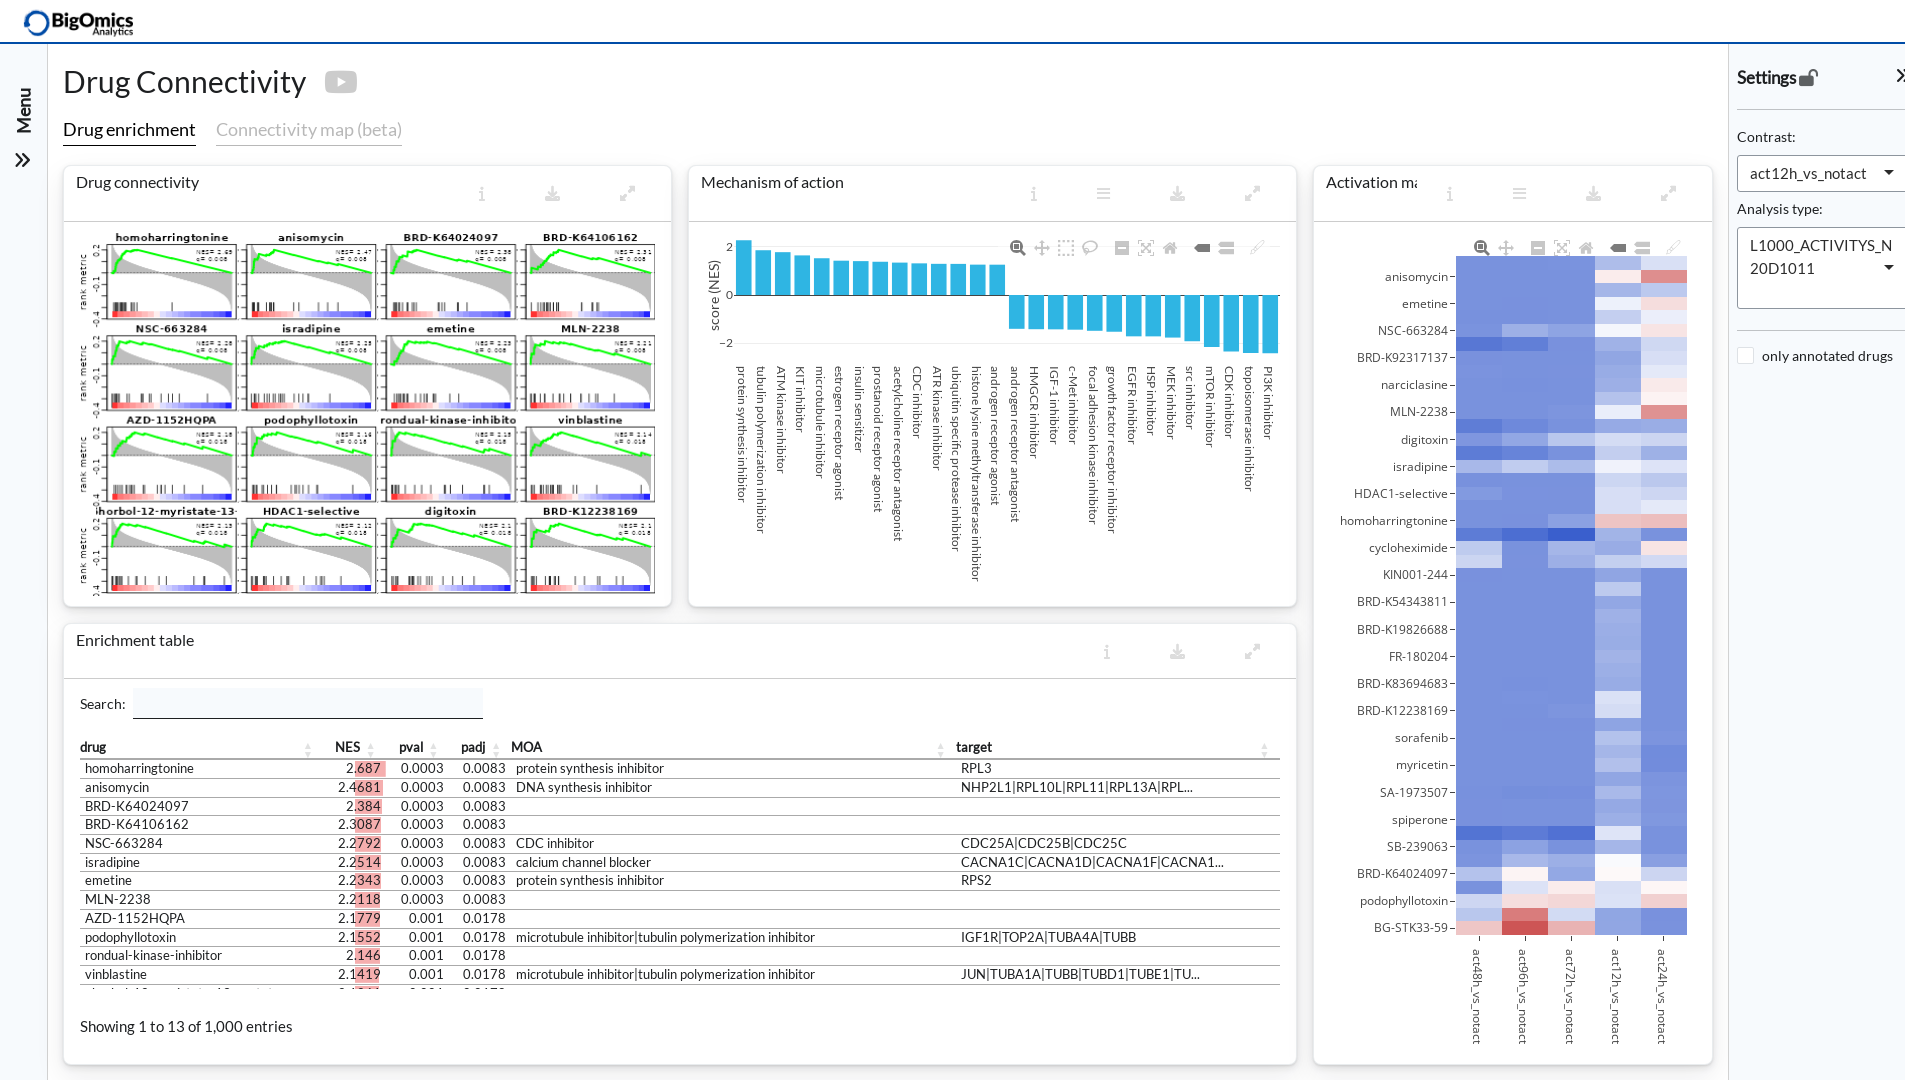 BigOmics
Analytics
Menu
Drug Connectivity
Drug enrichment
Connectivity map (beta)
Drug connectivity
homoharringtonine
anisomycin
BRD-K64024097
BRD-K64106162
NSC-663284
isradipine
emetine
MLN-2238
AZD-1152HQPA
podophyllotoxin
rondual-kinase-inhibito
vinblastine
horbol-12-myristate-13-
HDAC1-selective
digitoxin
BRD-K12238169
rank metric
rank metric
rank metric
rank metric
Mechanism of action
score (NES)
2
0
−2
protein synthesis inhibitor
tubulin polymerization inhibitor
ATM kinase inhibitor
KIT inhibitor
microtubule inhibitor
estrogen receptor agonist
insulin sensitizer
prostanoid receptor agonist
acetylcholine receptor antagonist
CDC inhibitor
ATR kinase inhibitor
ubiquitin specific protease inhibitor
histone lysine methyltransferase inhibitor
androgen receptor agonist
androgen receptor antagonist
HMGCR inhibitor
IGF-1 inhibitor
c-Met inhibitor
focal adhesion kinase inhibitor
growth factor receptor inhibitor
EGFR inhibitor
HSP inhibitor
MEK inhibitor
src inhibitor
mTOR inhibitor
CDK inhibitor
topoisomerase inhibitor
PI3K inhibitor
Activation ma
anisomycin
emetine
NSC-663284
BRD-K92317137
narciclasine
MLN-2238
digitoxin
isradipine
HDAC1-selective
homoharringtonine
cycloheximide
KIN001-244
BRD-K54343811
BRD-K19826688
FR-180204
BRD-K83694683
BRD-K12238169
sorafenib
myricetin
SA-1973507
spiperone
SB-239063
BRD-K64024097
podophyllotoxin
BG-STK33-59
act48h_vs_notact
act96h_vs_notact
act72h_vs_notact
act12h_vs_notact
act24h_vs_notact
Enrichment table
Search:
drug NES pval padj MOA target
homoharringtonine 2.687 0.0003 0.0083 protein synthesis inhibitor RPL3
anisomycin 2.4681 0.0003 0.0083 DNA synthesis inhibitor NHP2L1|RPL10L|RPL11|RPL13A|RPL...
BRD-K64024097 2.384 0.0003 0.0083
BRD-K64106162 2.3087 0.0003 0.0083
NSC-663284 2.2792 0.0003 0.0083 CDC inhibitor CDC25A|CDC25B|CDC25C
isradipine 2.2514 0.0003 0.0083 calcium channel blocker CACNA1C|CACNA1D|CACNA1F|CACNA1...
emetine 2.2343 0.0003 0.0083 protein synthesis inhibitor RPS2
MLN-2238 2.2118 0.0003 0.0083
AZD-1152HQPA 2.1779 0.001 0.0178
podophyllotoxin 2.1552 0.001 0.0178 microtubule inhibitor|tubulin polymerization inhibitor IGF1R|TOP2A|TUBA4A|TUBB
rondual-kinase-inhibitor 2.146 0.001 0.0178
vinblastine 2.1419 0.001 0.0178 microtubule inhibitor|tubulin polymerization inhibitor JUN|TUBA1A|TUBB|TUBD1|TUBE1|TU...
Showing 1 to 13 of 1,000 entries
Settings
Contrast:
act12h_vs_notact
Analysis type:
L1000_ACTIVITYS_N
20D1011
only annotated drugs